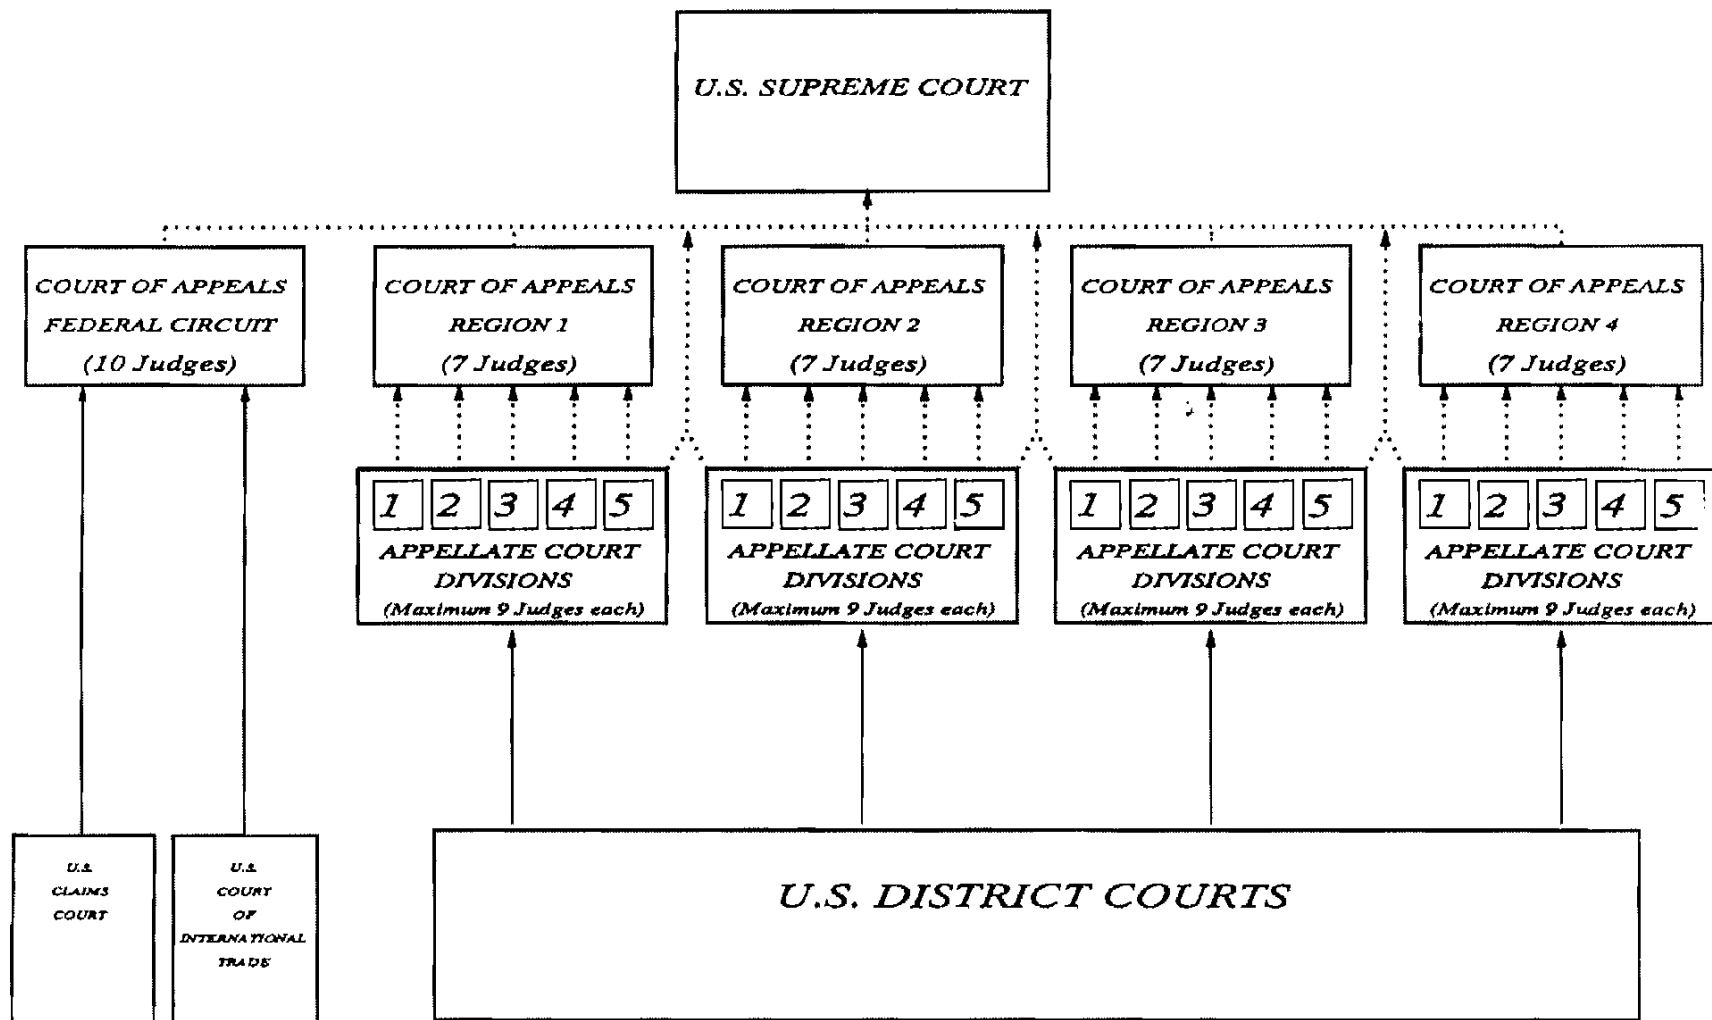 U.S. SUPREME COURT
COURT OF APPEALS
FEDERAL CIRCUIT
(10 Judges)
COURT OF APPEALS
REGION 1
(7 Judges)
COURT OF APPEALS
REGION 2
(7 Judges)
COURT OF APPEALS
REGION 3
(7 Judges)
COURT OF APPEALS
REGION 4
(7 Judges)
1 2 3 4 5
APPELLATE COURT
DIVISIONS
(Maximum 9 Judges each)
1 2 3 4 5
APPELLATE COURT
DIVISIONS
(Maximum 9 Judges each)
1 2 3 4 5
APPELLATE COURT
DIVISIONS
(Maximum 9 Judges each)
1 2 3 4 5
APPELLATE COURT
DIVISIONS
(Maximum 9 Judges each)
U.S.
CLAIMS
COURT
U.S.
COURT
OF
INTERNATIONAL
TRADE
U.S. DISTRICT COURTS